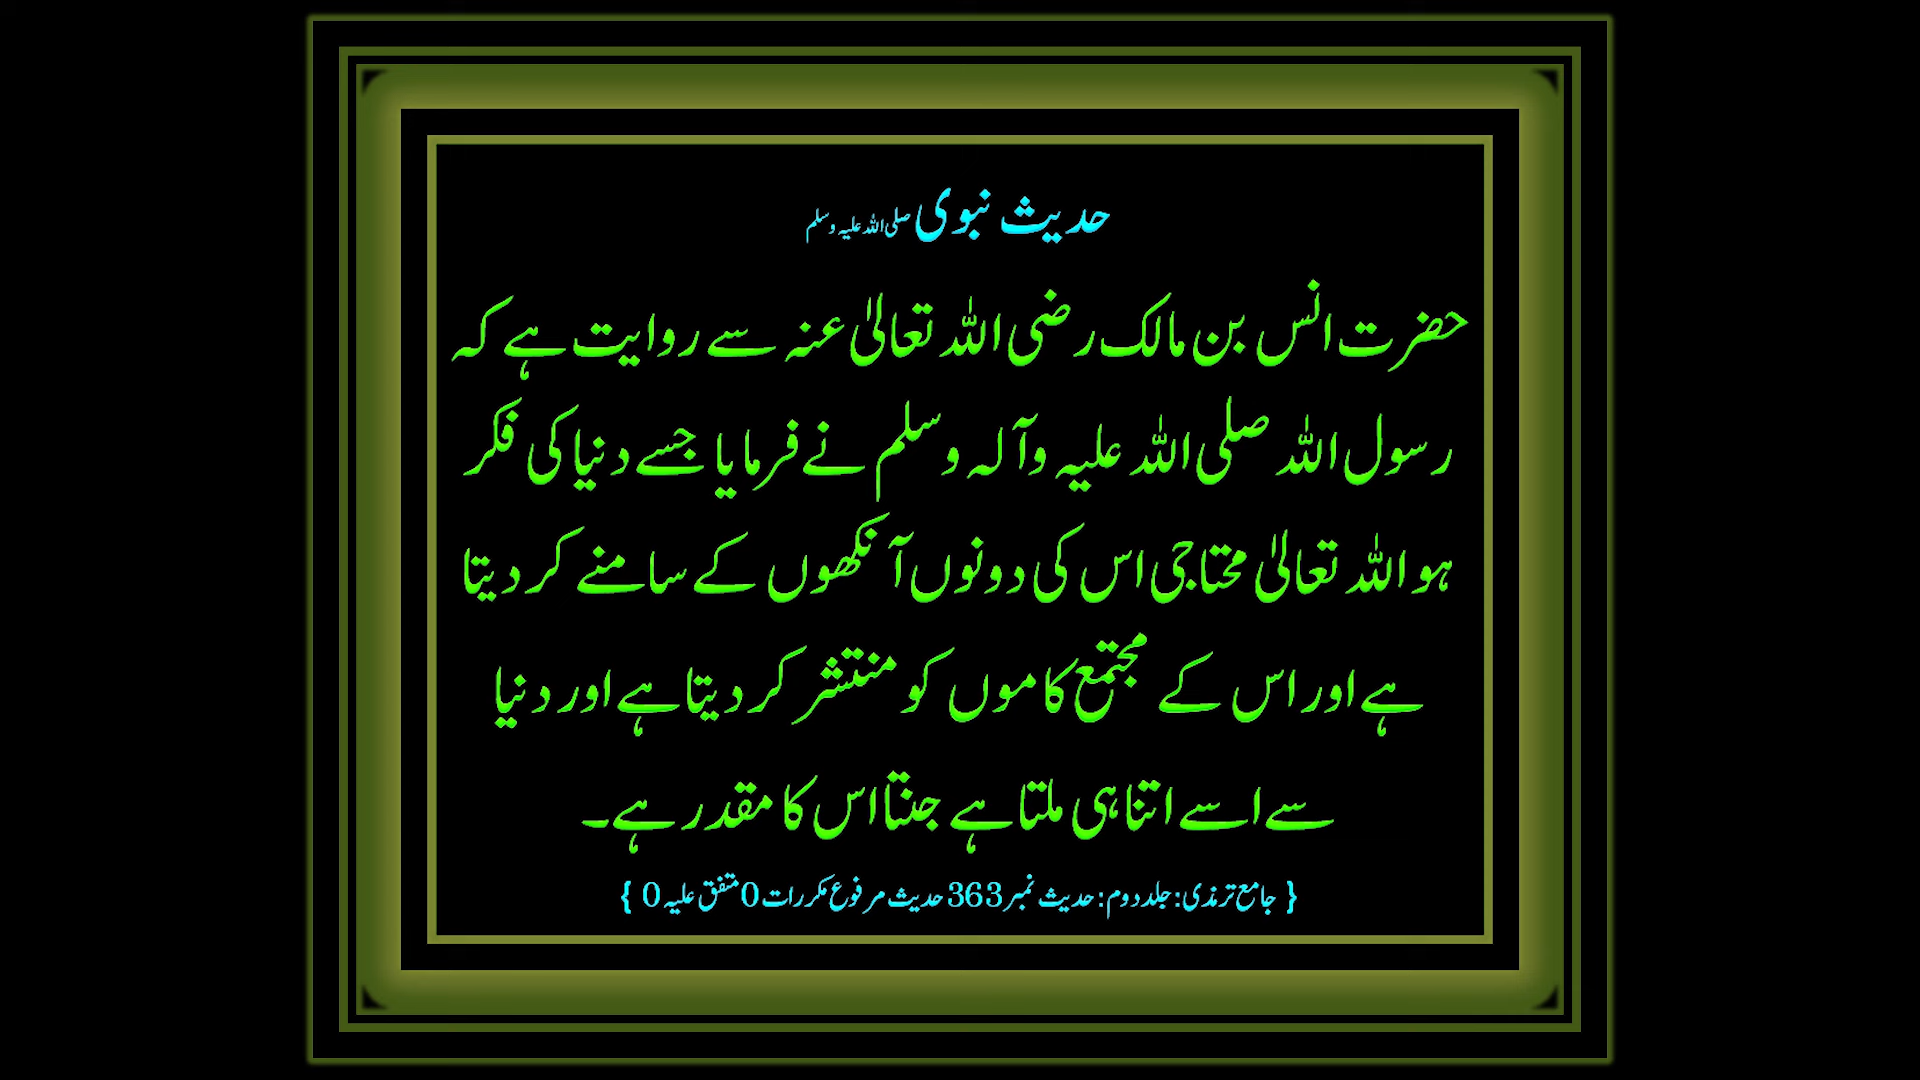 حدیث نبوی صلی اللہ علیہ وسلم
حضرت انس بن مالک رضی اللہ تعالیٰ عنہ سے روایت ہے کہ
رسول اللہ صلی اللہ علیہ وآلہ وسلم نے فرمایا جسے دنیا کی فکر
ہو اللہ تعالیٰ محتاجی اس کی دونوں آنکھوں کے سامنے کر دیتا
ہے اور اس کے مجتمع کاموں کو منتشر کر دیتا ہے اور دنیا
سے اسے اتنا ہی ملتا ہے جتنا اس کا مقدر ہے۔
{ جامع ترمذی: جلد دوم: حدیث نمبر 363 حدیث مرفوع مکررات 0 متفق علیہ 0 }